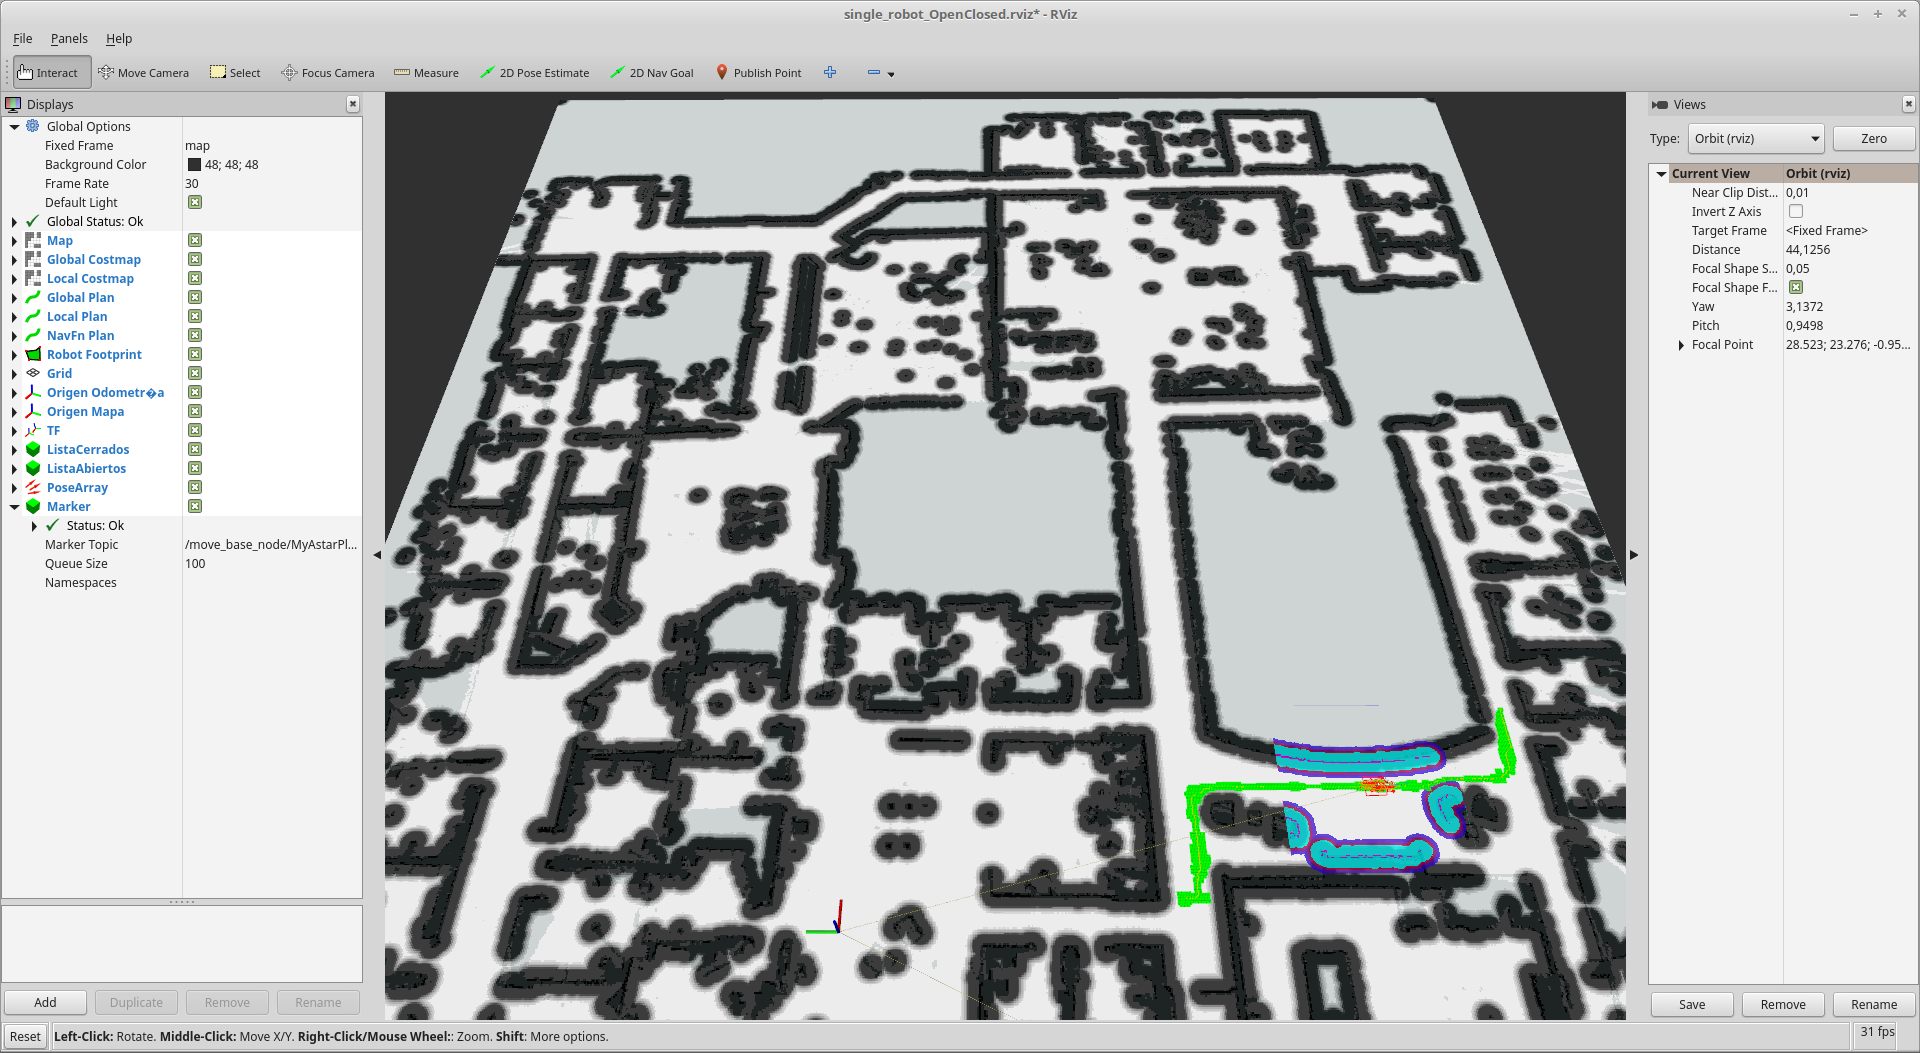 single_robot_OpenClosed.rviz* - RViz
File Panels Help
Interact Move Camera Select Focus Camera Measure 2D Pose Estimate 2D Nav Goal Publish Point
Displays
Global Options
Fixed Frame map
Background Color 48; 48; 48
Frame Rate 30
Default Light
Global Status: Ok
Map
Global Costmap
Local Costmap
Global Plan
Local Plan
NavFn Plan
Robot Footprint
Grid
Origen Odometr�a
Origen Mapa
TF
ListaCerrados
ListaAbiertos
PoseArray
Marker
Status: Ok
Marker Topic /move_base_node/MyAstarPl...
Queue Size 100
Namespaces
Add Duplicate Remove Rename
Views
Type: Orbit (rviz) Zero
Current View Orbit (rviz)
Near Clip Dist... 0,01
Invert Z Axis
Target Frame <Fixed Frame>
Distance 44,1256
Focal Shape S... 0,05
Focal Shape F...
Yaw 3,1372
Pitch 0,9498
Focal Point 28.523; 23.276; -0.95...
Save Remove Rename
Reset Left-Click: Rotate. Middle-Click: Move X/Y. Right-Click/Mouse Wheel:: Zoom. Shift: More options. 31 fps